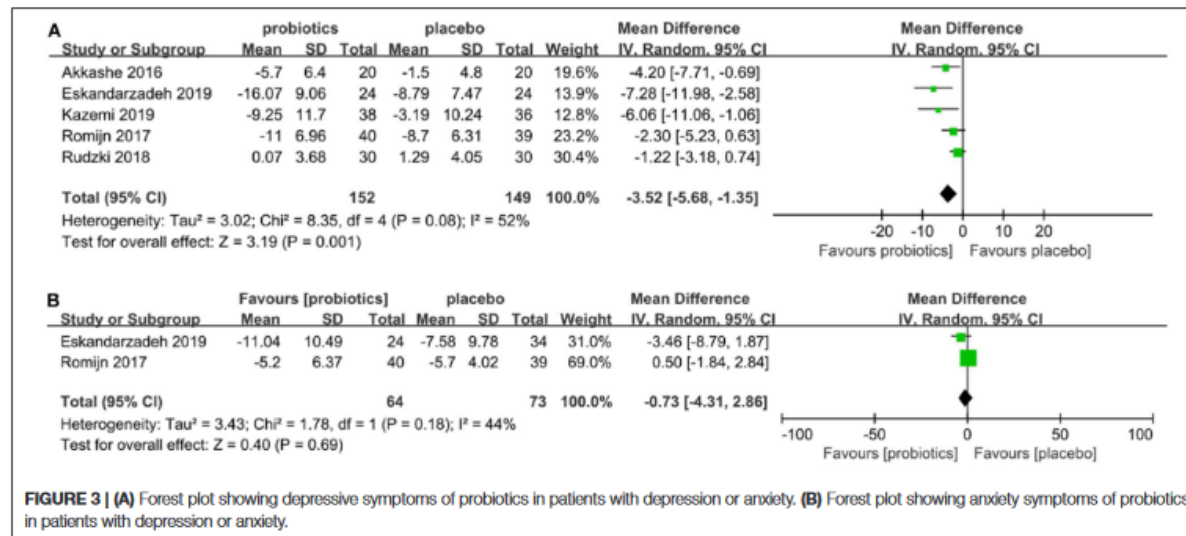 A probiotics placebo Mean Difference Mean Difference
Study or Subgroup Mean SD Total Mean SD Total Weight IV. Random. 95% CI IV. Random. 95% CI
Akkashe 2016 -5.7 6.4 20 -1.5 4.8 20 19.6% -4.20 [-7.71, -0.69]
Eskandarzadeh 2019 -16.07 9.06 24 -8.79 7.47 24 13.9% -7.28 [-11.98, -2.58]
Kazemi 2019 -9.25 11.7 38 -3.19 10.24 36 12.8% -6.06 [-11.06, -1.06]
Romijn 2017 -11 6.96 40 -8.7 6.31 39 23.2% -2.30 [-5.23, 0.63]
Rudzki 2018 0.07 3.68 30 1.29 4.05 30 30.4% -1.22 [-3.18, 0.74]
Total (95% CI) 152 149 100.0% -3.52 [-5.68, -1.35]
Heterogeneity: Tau² = 3.02; Chi² = 8.35, df = 4 (P = 0.08); I² = 52%
Test for overall effect: Z = 3.19 (P = 0.001)
-20 -10 0 10 20
Favours probiotics] Favours placebo]
B Favours [probiotics] placebo Mean Difference Mean Difference
Study or Subgroup Mean SD Total Mean SD Total Weight IV. Random. 95% CI IV. Random. 95% CI
Eskandarzadeh 2019 -11.04 10.49 24 -7.58 9.78 34 31.0% -3.46 [-8.79, 1.87]
Romijn 2017 -5.2 6.37 40 -5.7 4.02 39 69.0% 0.50 [-1.84, 2.84]
Total (95% CI) 64 73 100.0% -0.73 [-4.31, 2.86]
Heterogeneity: Tau² = 3.43; Chi² = 1.78, df = 1 (P = 0.18); I² = 44%
Test for overall effect: Z = 0.40 (P = 0.69)
-100 -50 0 50 100
Favours [probiotics] Favours [placebo]
FIGURE 3 | (A) Forest plot showing depressive symptoms of probiotics in patients with depression or anxiety. (B) Forest plot showing anxiety symptoms of probiotics
in patients with depression or anxiety.